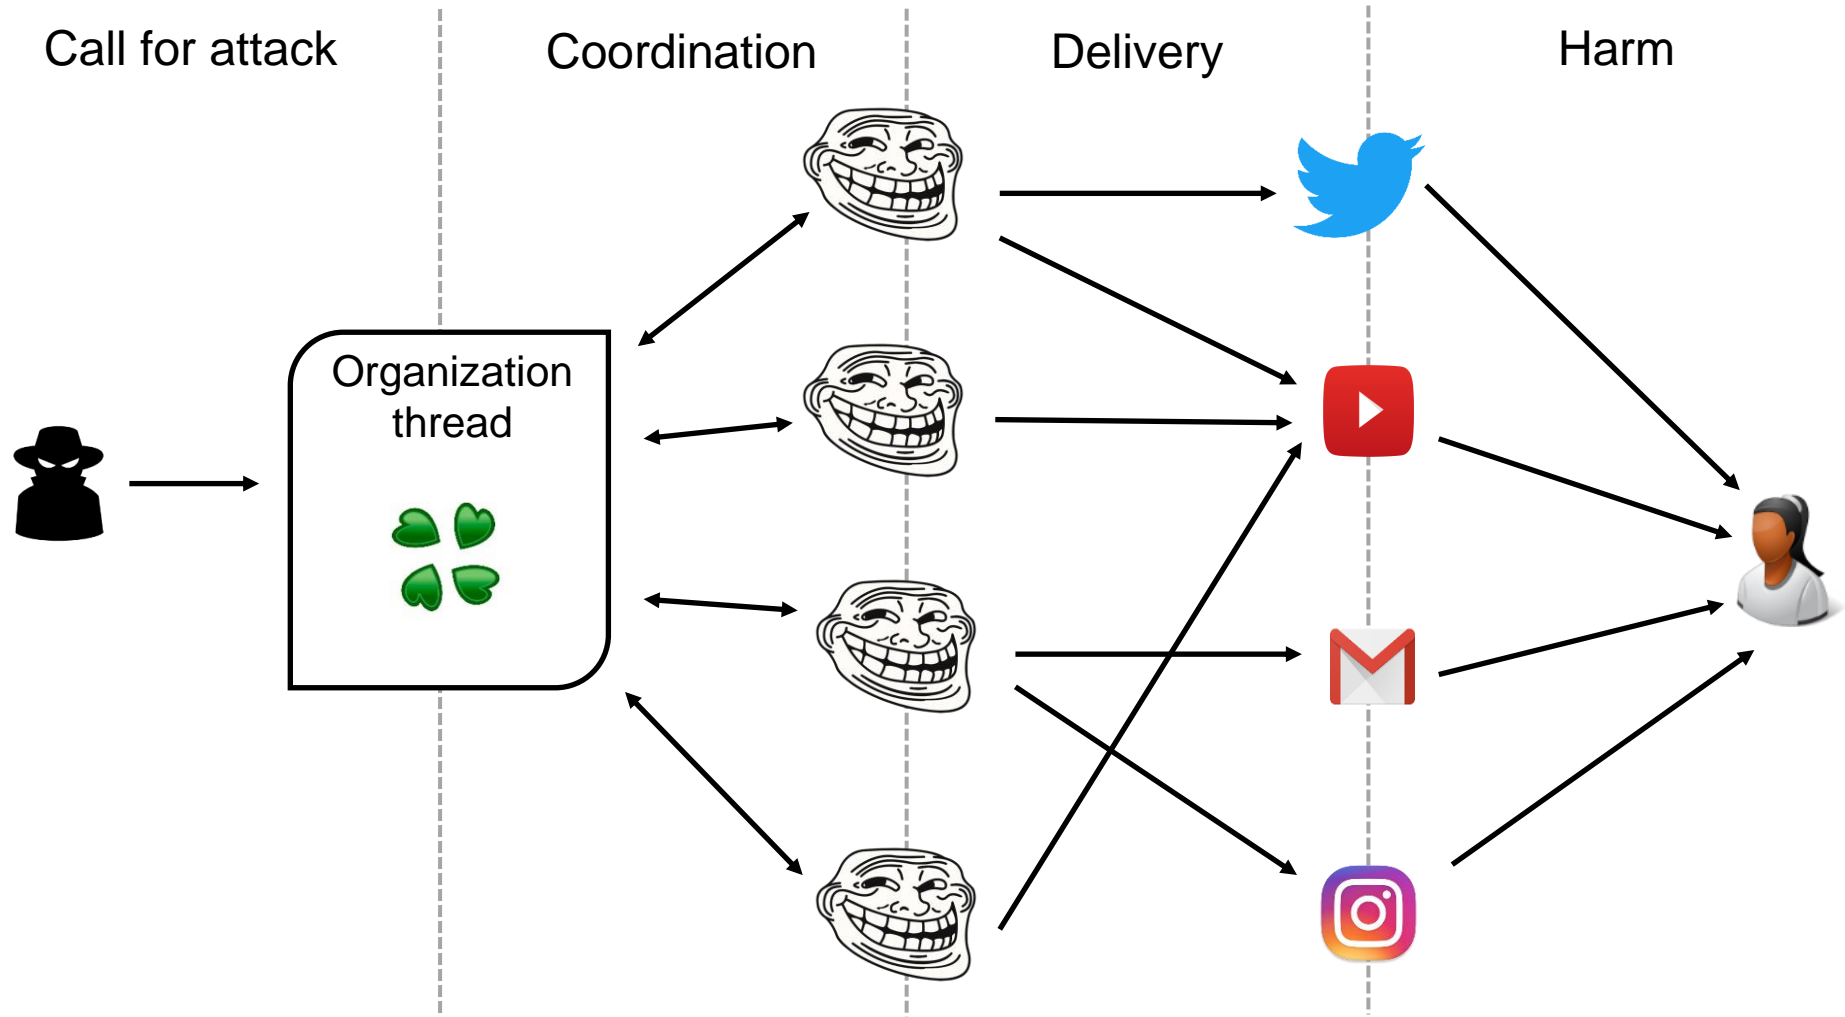 Call for attack
Coordination
Delivery
Harm
Organization
thread